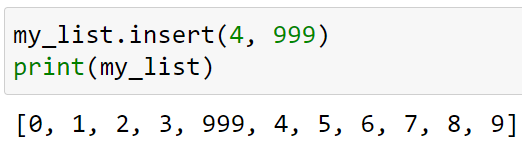 my_list.insert(4, 999)
print(my_list)
[0, 1, 2, 3, 999, 4, 5, 6, 7, 8, 9]